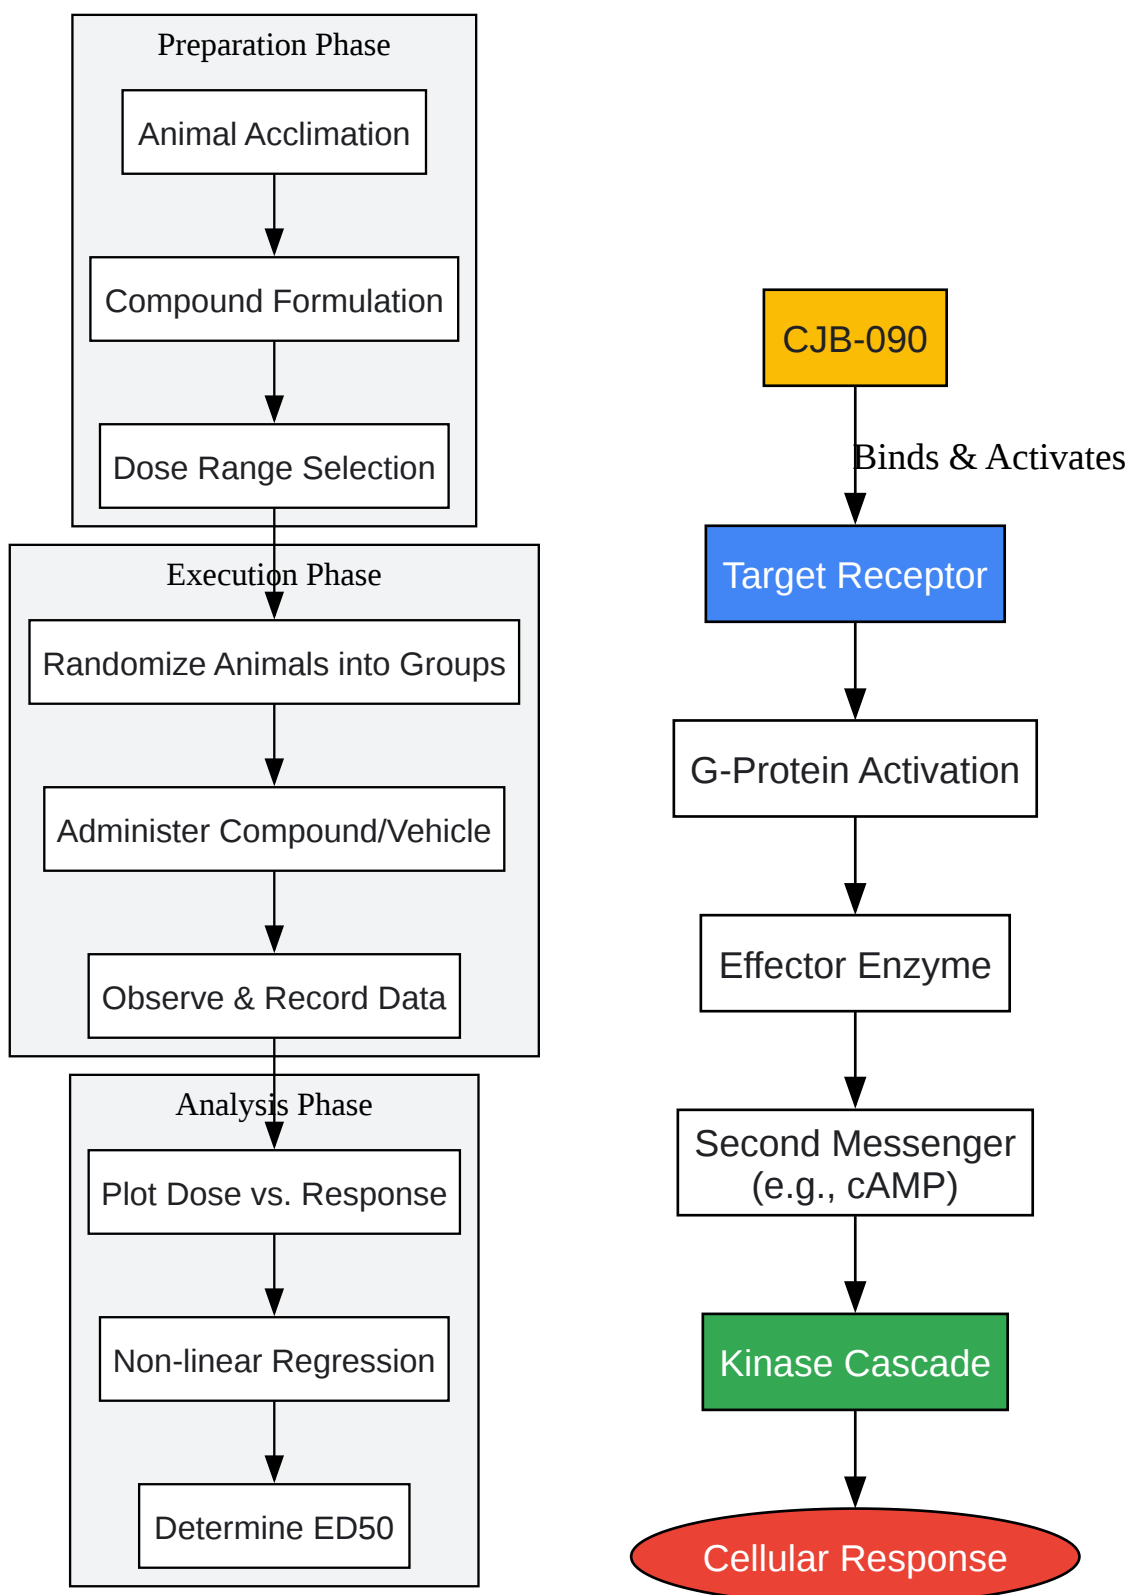 Preparation Phase
Animal Acclimation
Compound Formulation
Dose Range Selection
Execution Phase
Randomize Animals into Groups
Administer Compound/Vehicle
Observe & Record Data
Analysis Phase
Plot Dose vs. Response
Non-linear Regression
Determine ED50
CJB-090
Binds & Activates
Target Receptor
G-Protein Activation
Effector Enzyme
Second Messenger
(e.g., cAMP)
Kinase Cascade
Cellular Response